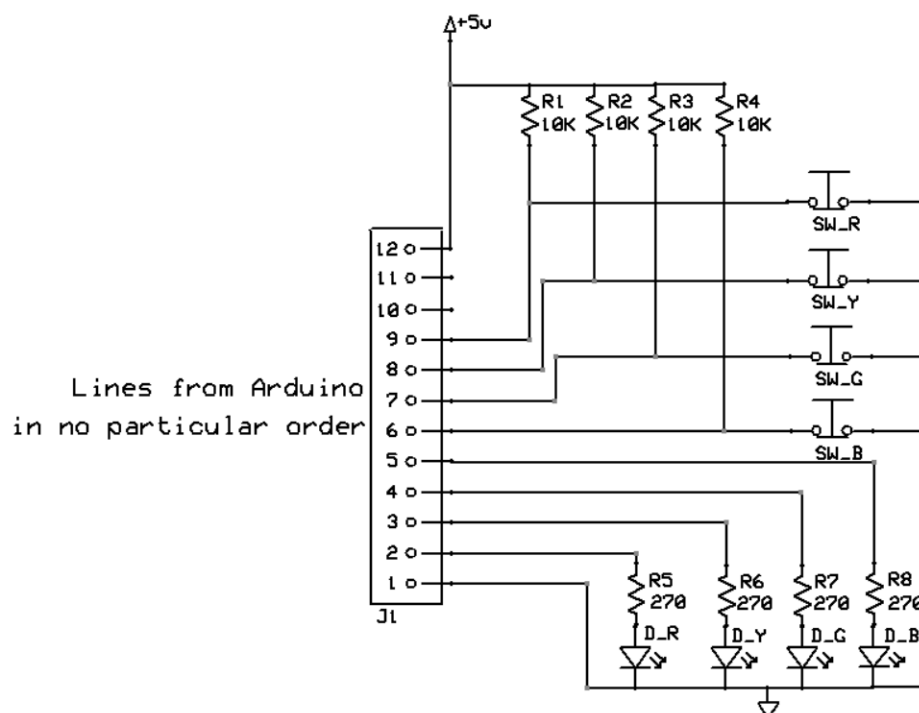 +5v
R1 R2 R3 R4
10K 10K 10K 10K
SW_R
12
11
SW_Y
10
9
8
SW_G
Lines from Arduino
7
in no particular order
6
SW_B
5
4
3
2
1
R5 R6 R7 R8
270 270 270 270
J1
D_R D_Y D_G D_B